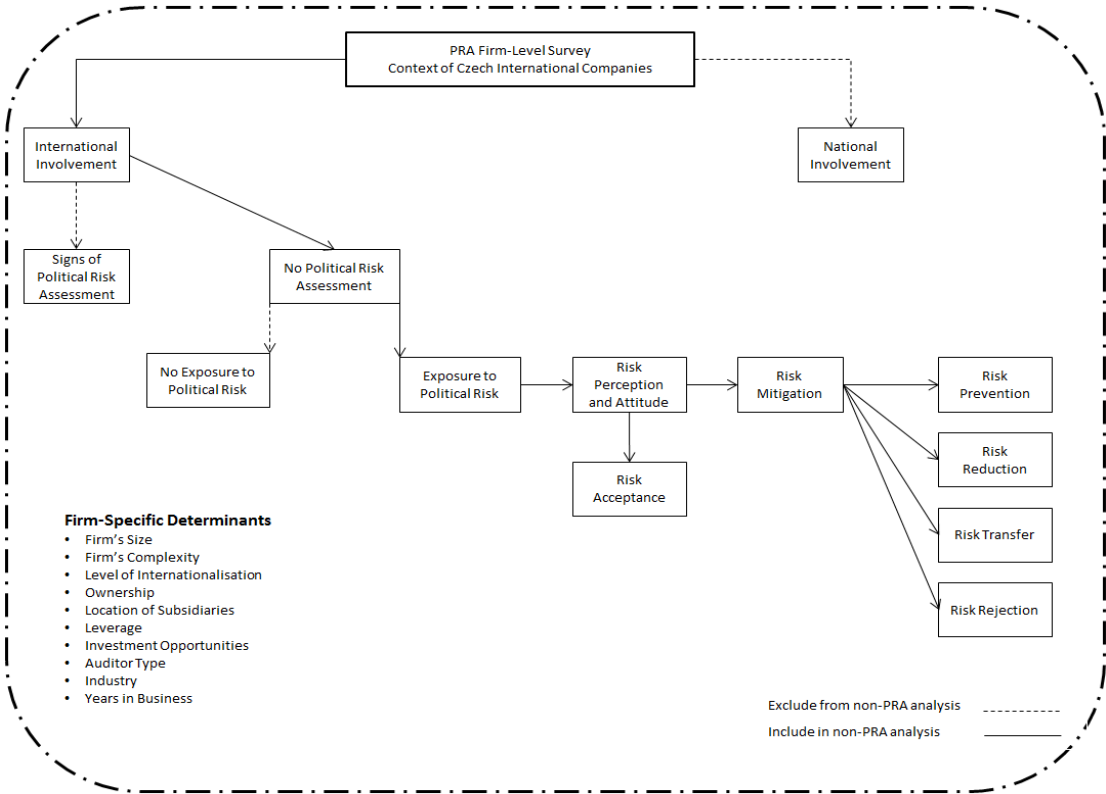 PRA Firm-Level Survey
Context of Czech International Companies
International
Involvement
National
Involvement
Signs of
Political Risk
Assessment
No Political Risk
Assessment
No Exposure to
Political Risk
Exposure to
Political Risk
Risk
Perception
and Attitude
Risk
Mitigation
Risk
Prevention
Risk
Reduction
Risk
Acceptance
Risk Transfer
Risk Rejection
Firm-Specific Determinants
• Firm's Size
• Firm's Complexity
• Level of Internationalisation
• Ownership
• Location of Subsidiaries
• Leverage
• Investment Opportunities
• Auditor Type
• Industry
• Years in Business
Exclude from non-PRA analysis
Include in non-PRA analysis